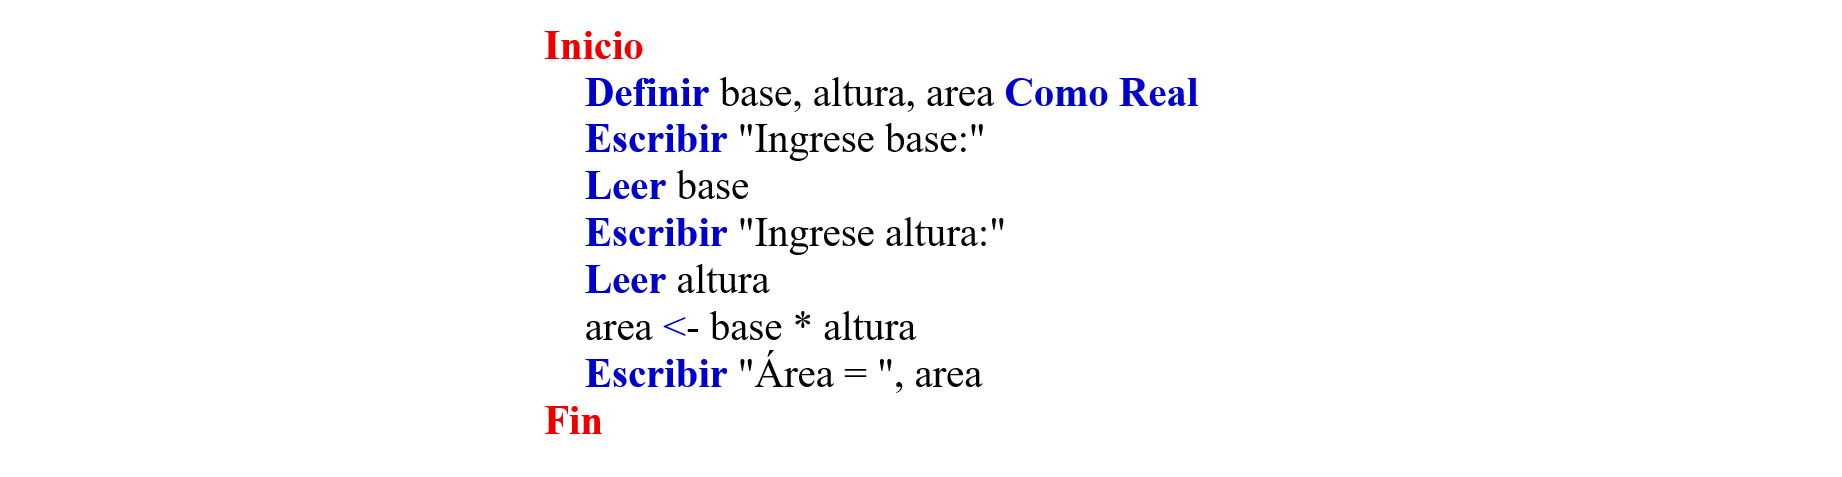 Inicio
Definir base, altura, area Como Real
Escribir "Ingrese base:"
Leer base
Escribir "Ingrese altura:"
Leer altura
area <- base * altura
Escribir "Área = ", area
Fin